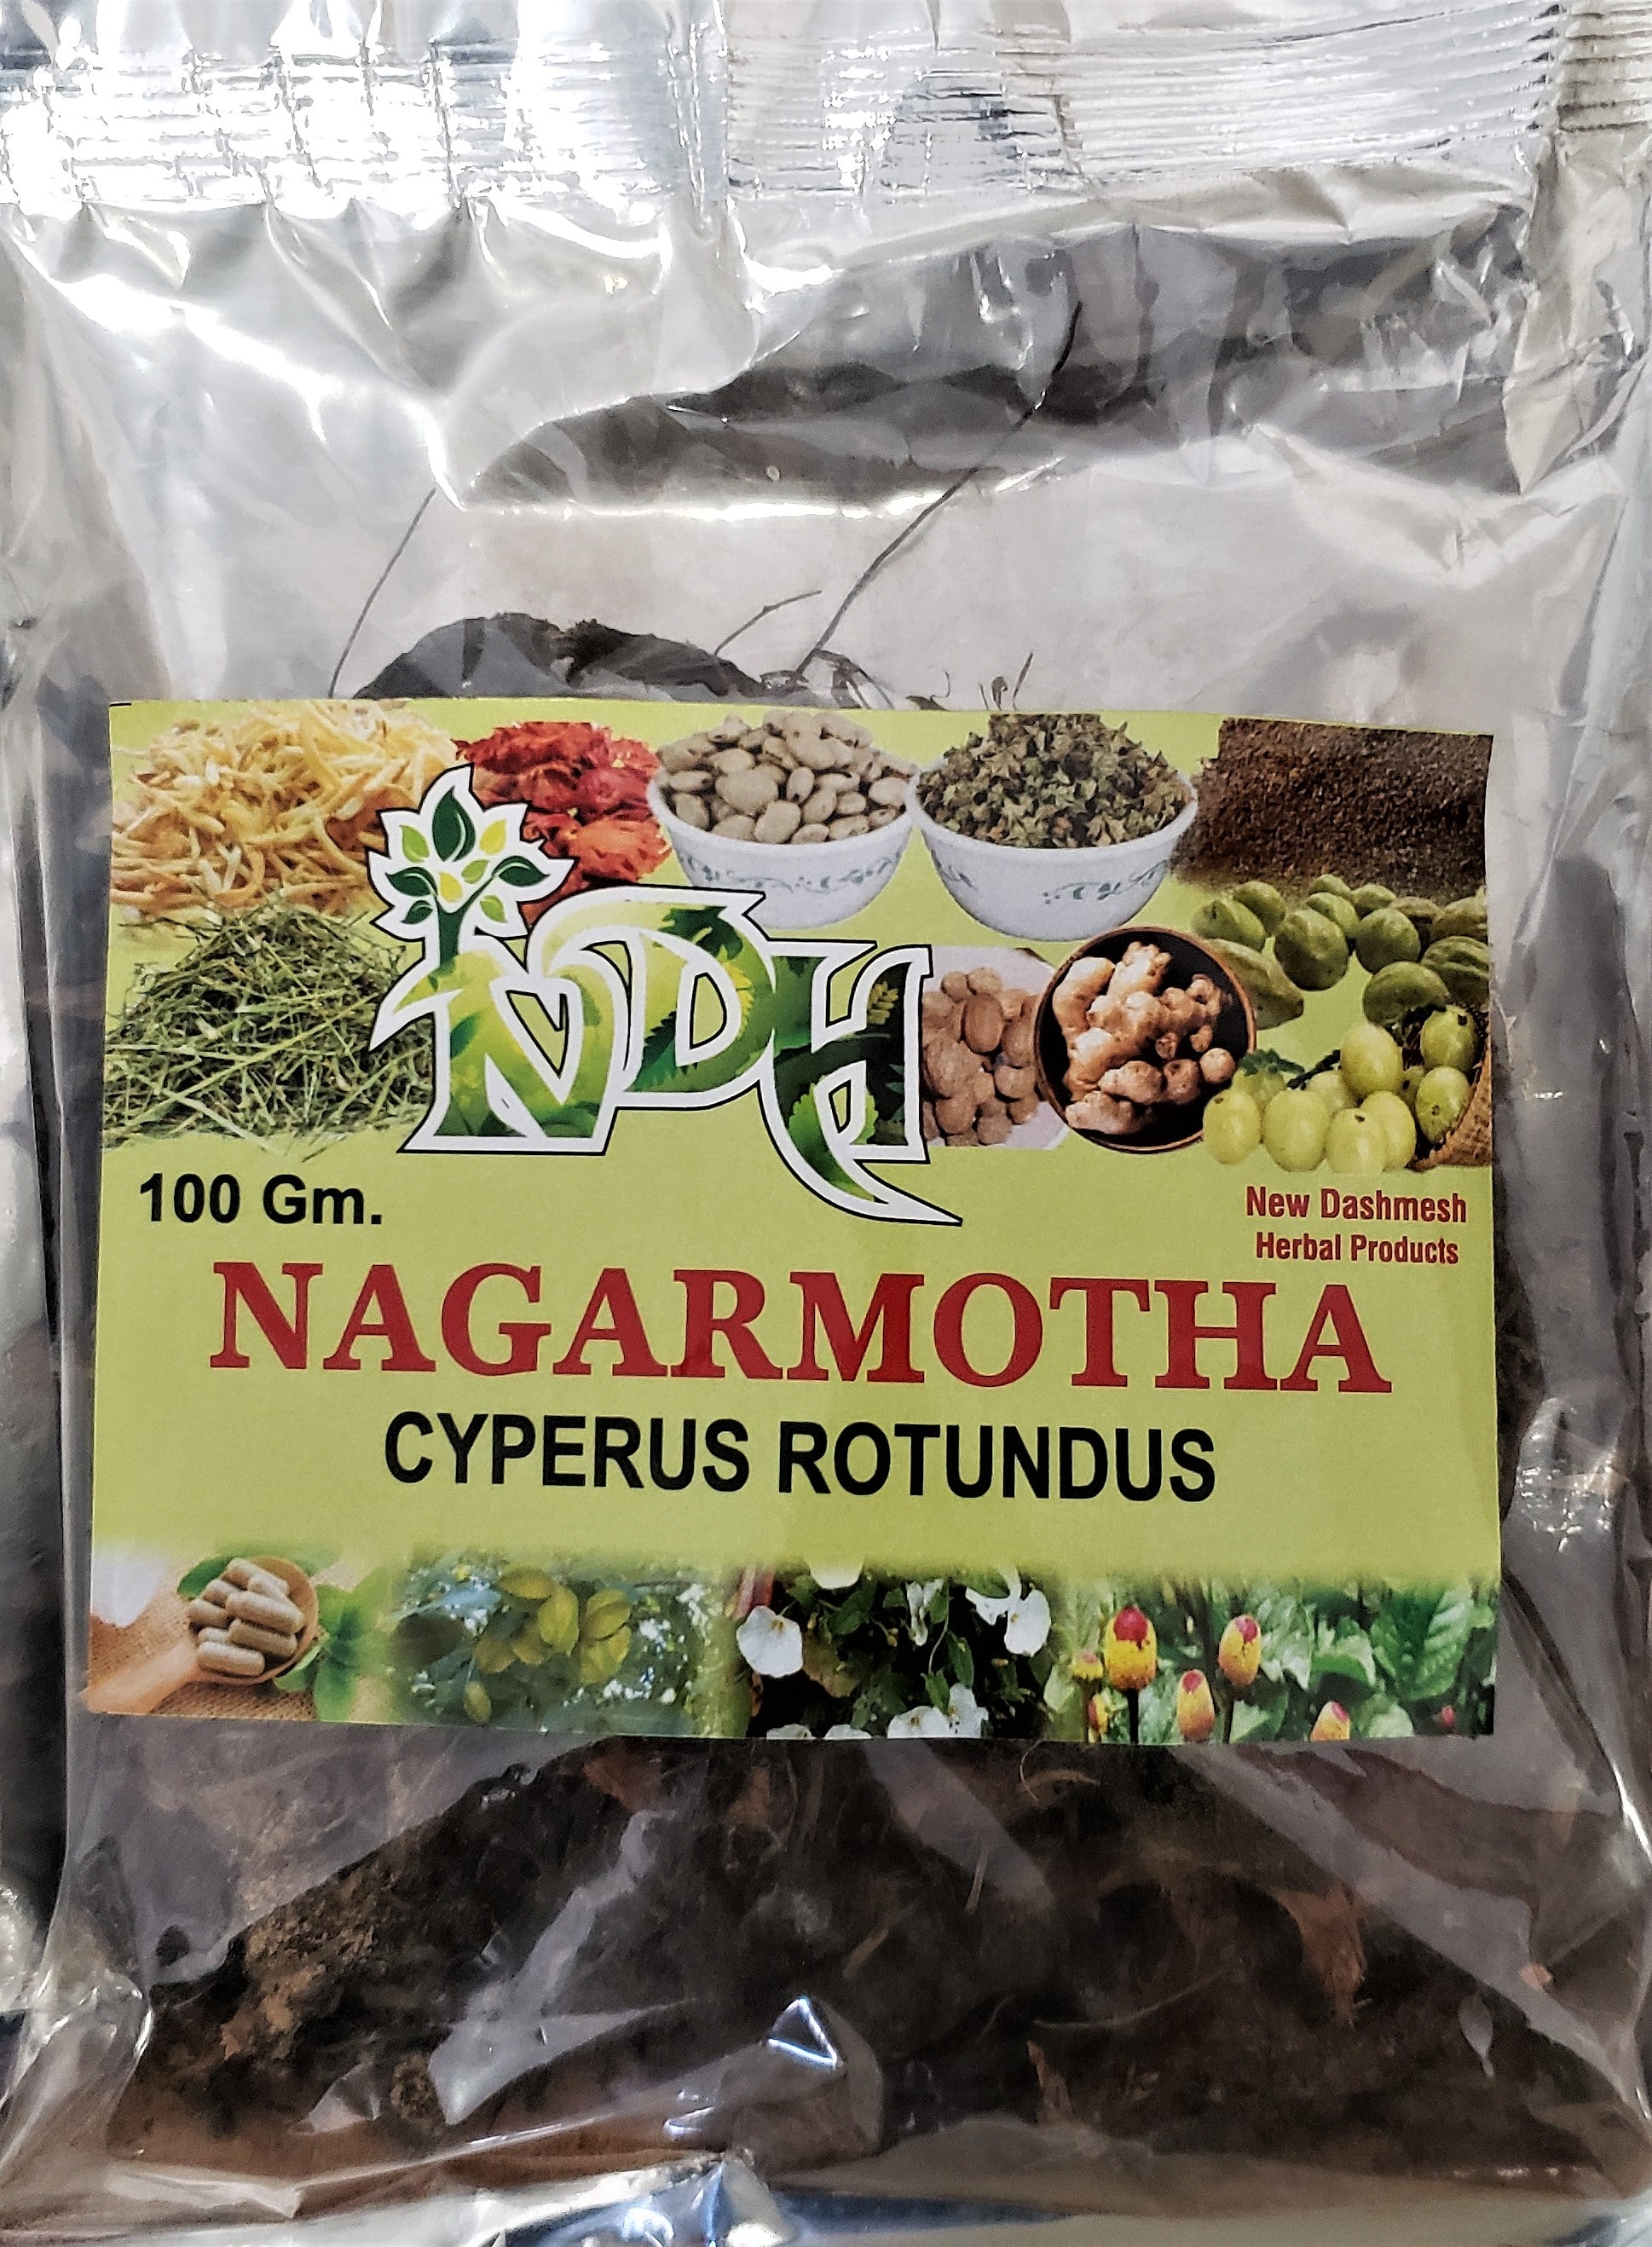 NDH
100 Gm.
New Dashmesh
Herbal Products
NAGARMOTHA
CYPERUS ROTUNDUS